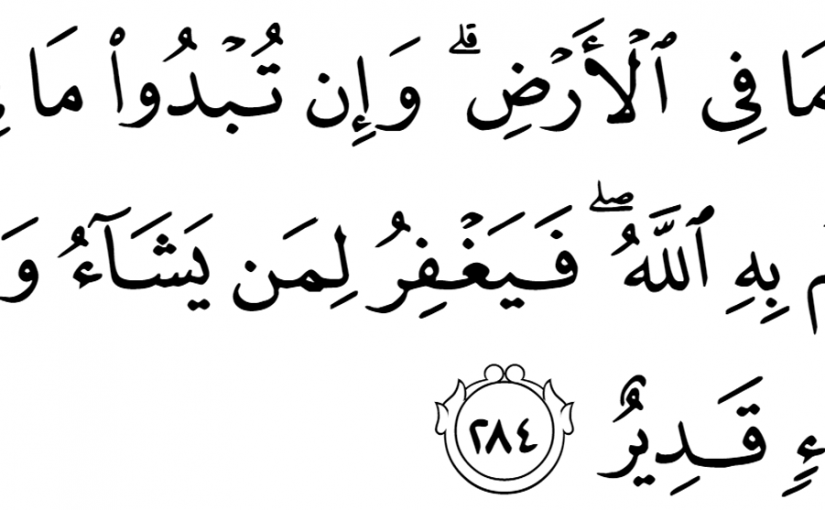 مَا فِى ٱلْأَرْضِ ۗ وَإِن تُبْدُوا۟ مَا
بِهِ ٱللَّهُ ۖ فَيَغْفِرُ لِمَن يَشَآءُ وَ
ءٍ قَدِيرٌ ٢٨٤